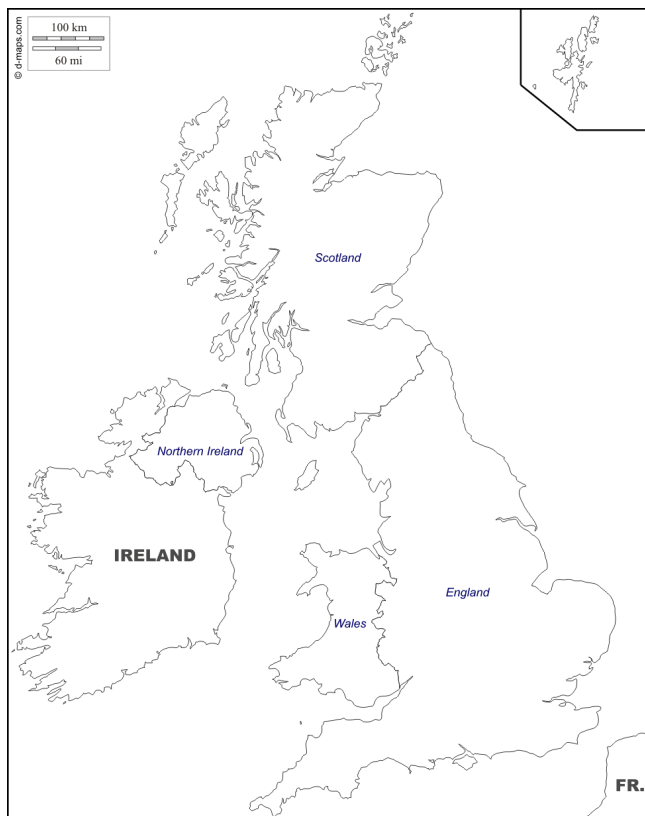 100 km
60 mi
© d-maps.com
Scotland
Northern Ireland
IRELAND
England
Wales
FR.